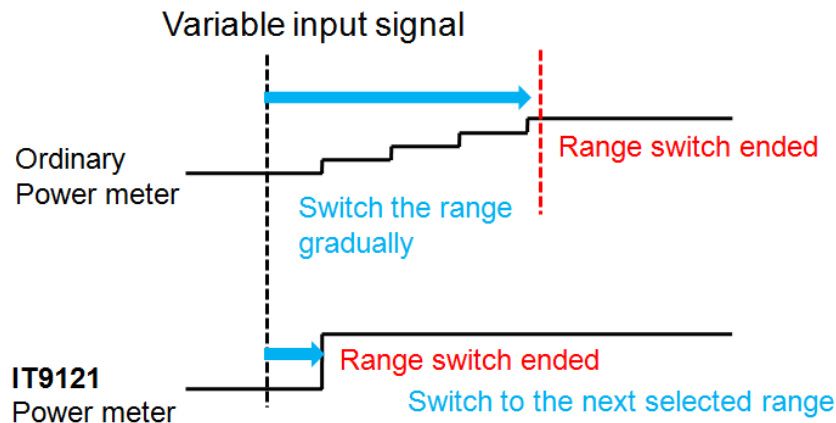 Variable input signal
Ordinary
Power meter
Range switch ended
Switch the range
gradually
IT9121
Power meter
Range switch ended
Switch to the next selected range